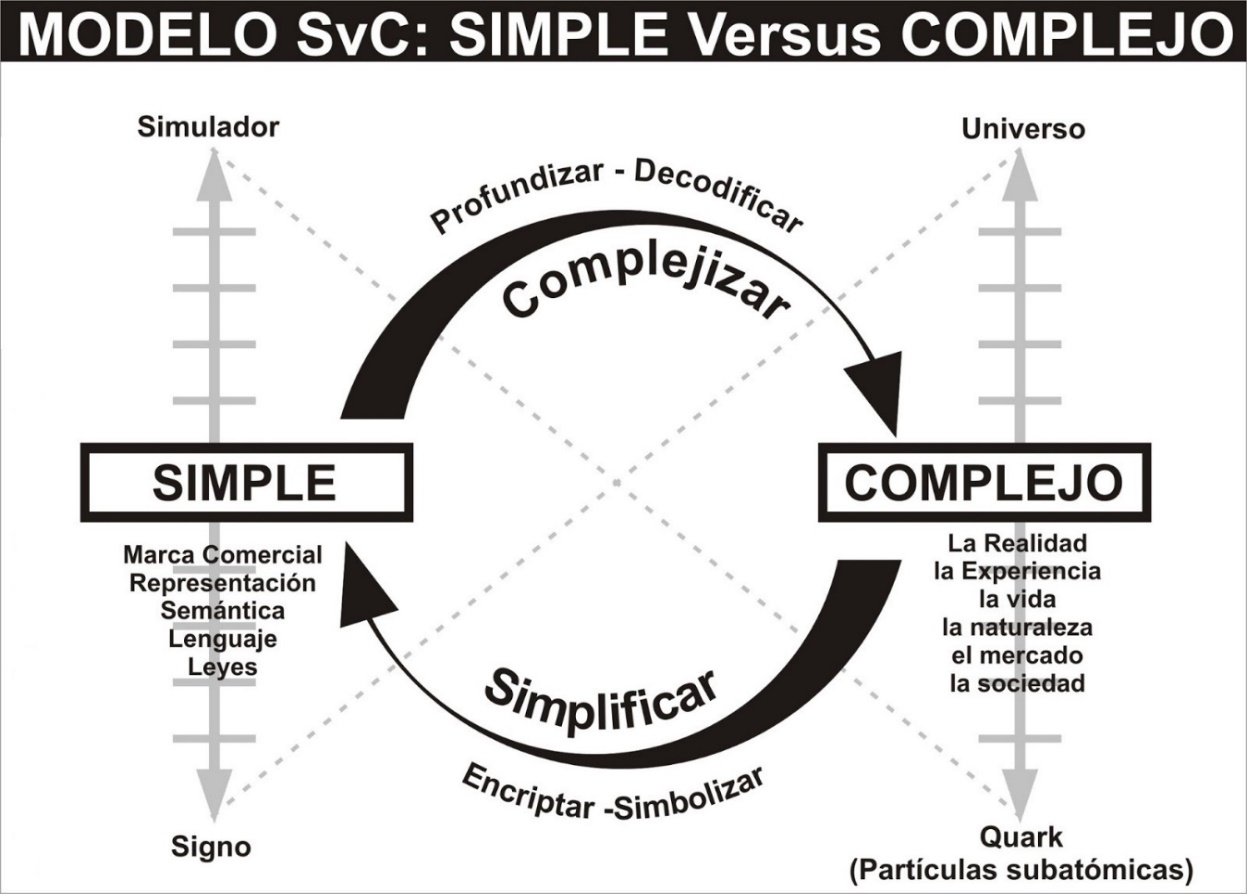 MODELO SvC: SIMPLE Versus COMPLEJO
Simulador
Universo
Profundizar - Decodificar
Complejizar
SIMPLE
COMPLEJO
Marca Comercial
Representación
Semántica
Lenguaje
Leyes
La Realidad
la Experiencia
la vida
la naturaleza
el mercado
la sociedad
Simplificar
Encriptar -Simbolizar
Signo
Quark
(Partículas subatómicas)